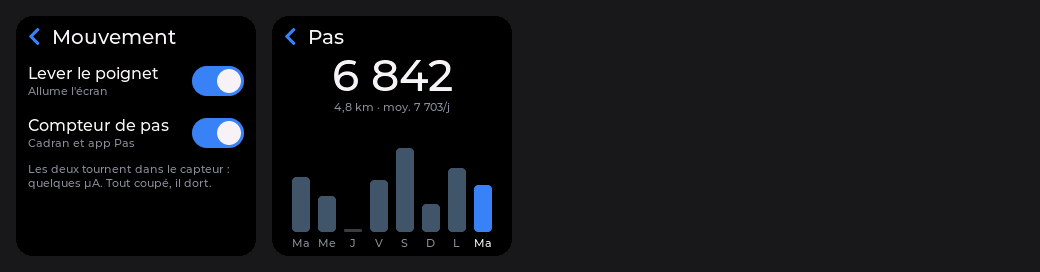 Mouvement
Lever le poignet
Allume l'écran
Compteur de pas
Cadran et app Pas
Les deux tournent dans le capteur :
quelques µA. Tout coupé, il dort.
Pas
6 842
4,8 km · moy. 7 703/j
Ma Me J V S D L Ma